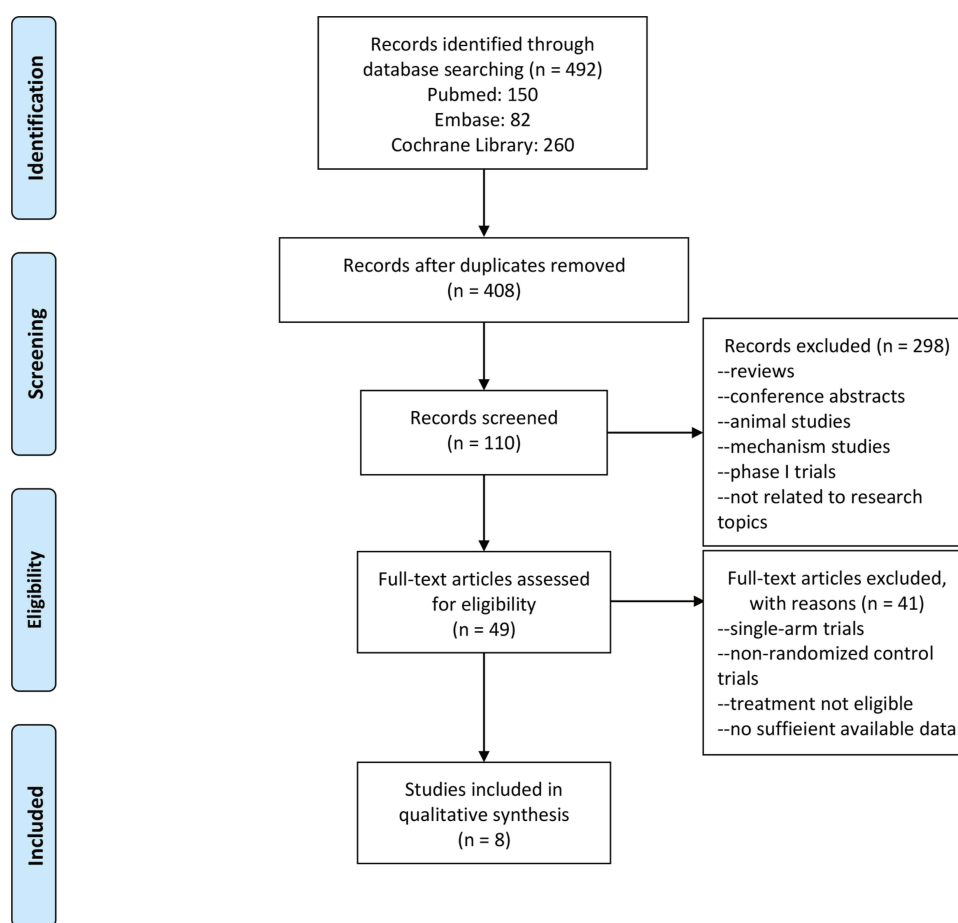 Identification
Records identified through
database searching (n = 492)
Pubmed: 150
Embase: 82
Cochrane Library: 260
Screening
Records after duplicates removed
(n = 408)
Records screened
(n = 110)
Records excluded (n = 298)
--reviews
--conference abstracts
--animal studies
--mechanism studies
--phase I trials
--not related to research
topics
Eligibility
Full-text articles assessed
for eligibility
(n = 49)
Full-text articles excluded,
with reasons (n = 41)
--single-arm trials
--non-randomized control
trials
--treatment not eligible
--no suffieient available data
Included
Studies included in
qualitative synthesis
(n = 8)